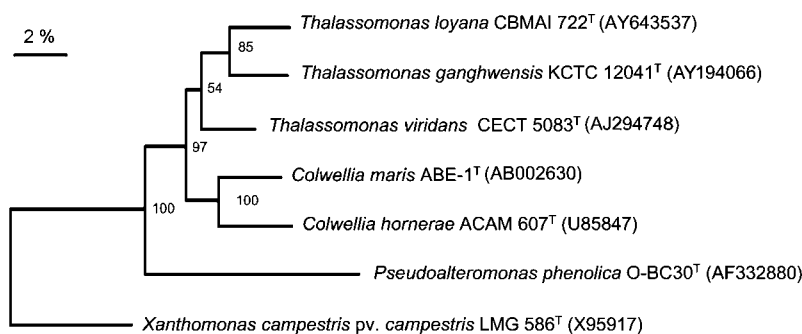 Thalassomonas loyana CBMAI 722T (AY643537)
2 %
85
Thalassomonas ganghwensis KCTC 12041T (AY194066)
54
Thalassomonas viridans CECT 5083T (AJ294748)
97
Colwellia maris ABE-1T (AB002630)
100
100
Colwellia hornerae ACAM 607T (U85847)
Pseudoalteromonas phenolica O-BC30T (AF332880)
Xanthomonas campestris pv. campestris LMG 586T (X95917)